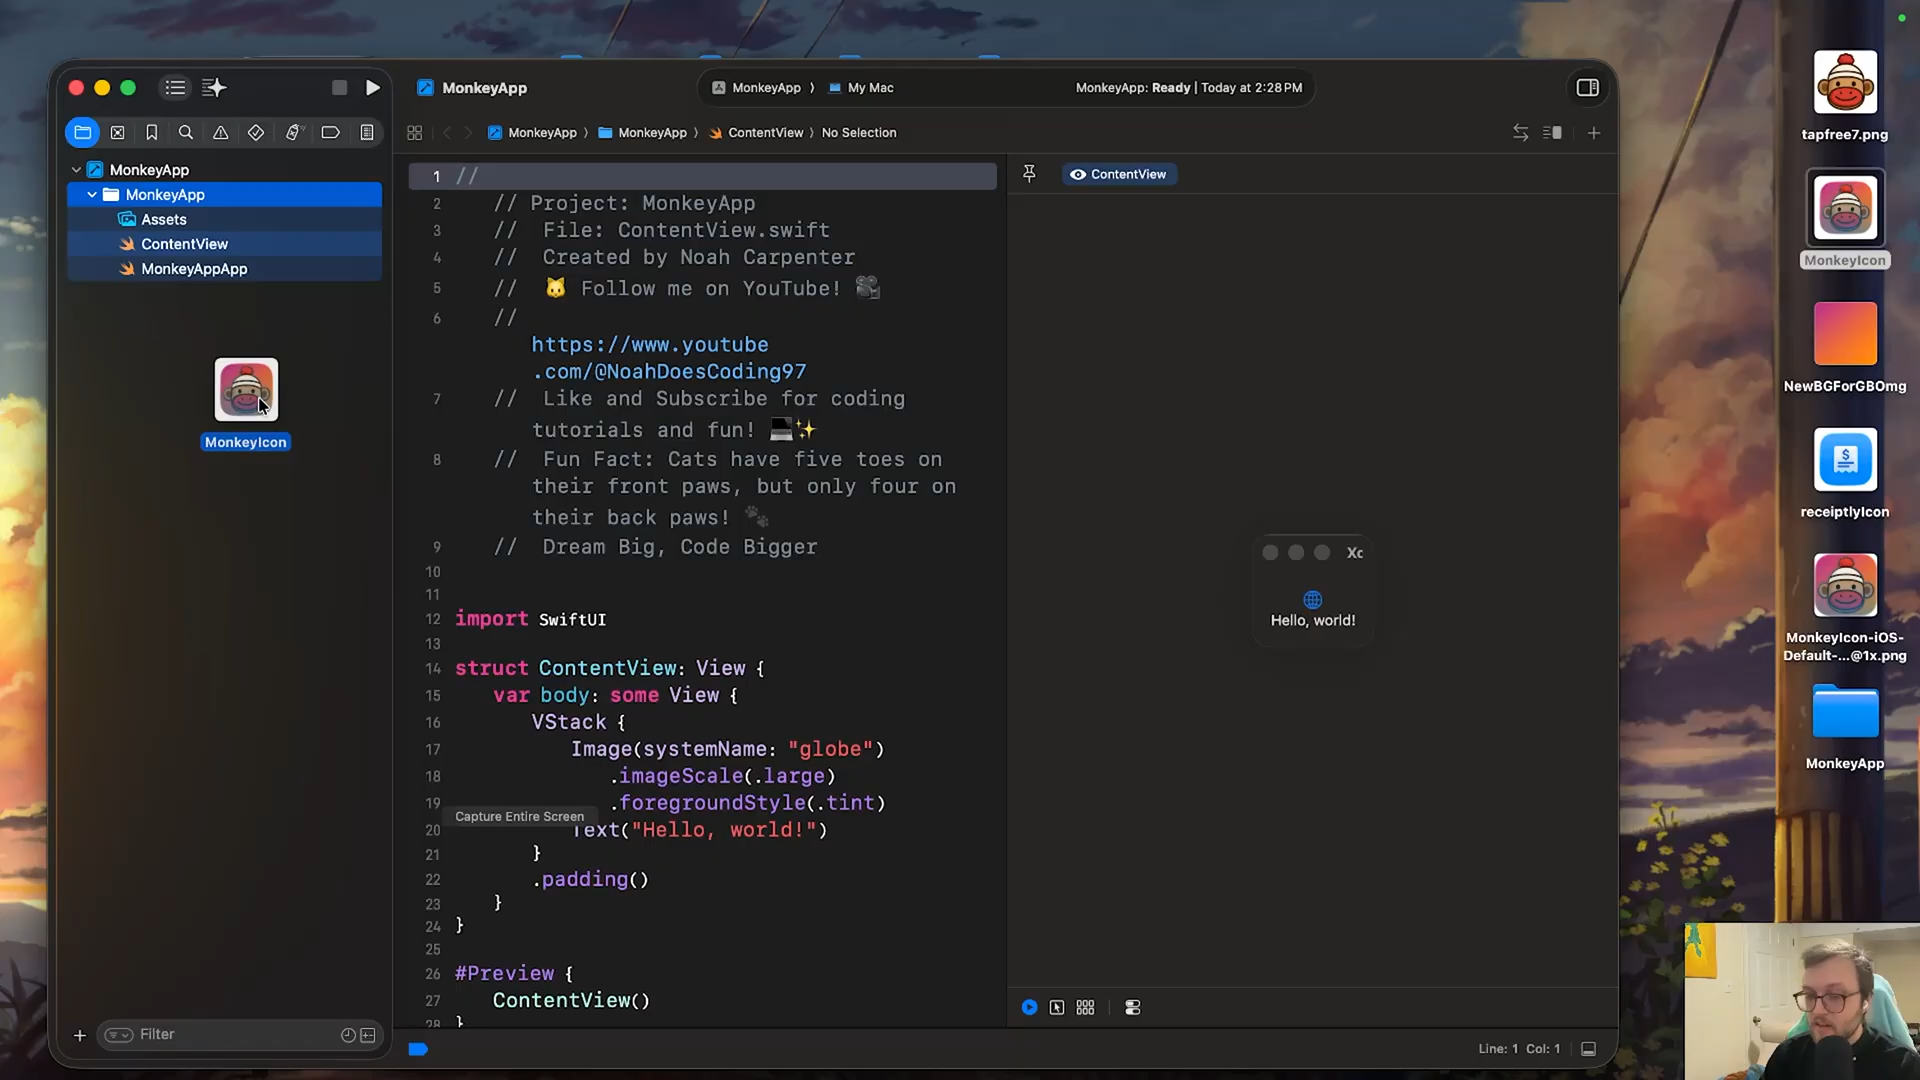 MonkeyApp
MonkeyApp
My Mac
MonkeyApp: Ready | Today at 2:28 PM
MonkeyApp
MonkeyApp
ContentView
No Selection
MonkeyApp
MonkeyApp
Assets
ContentView
MonkeyAppApp
MonkeyIcon
Filter
1 //
2 // Project: MonkeyApp
3 // File: ContentView.swift
4 // Created by Noah Carpenter
5 // 🐱 Follow me on YouTube! 🎥
6 //
https://www.youtube
.com/@NoahDoesCoding97
7 // Like and Subscribe for coding
tutorials and fun! 💻✨
8 // Fun Fact: Cats have five toes on
their front paws, but only four on
their back paws! 🐾
9 // Dream Big, Code Bigger
10
11
12 import SwiftUI
13
14 struct ContentView: View {
15 var body: some View {
16 VStack {
17 Image(systemName: "globe")
18 .imageScale(.large)
19 .foregroundStyle(.tint)
Capture Entire Screen
20 Text("Hello, world!")
21 }
22 .padding()
23 }
24 }
25
26 #Preview {
27 ContentView()
28 }
ContentView
Xc
Hello, world!
Line: 1 Col: 1
tapfree7.png
MonkeyIcon
NewBGForGBOmg
$
receiptlyIcon
MonkeyIcon-iOS-
Default-...@1x.png
MonkeyApp